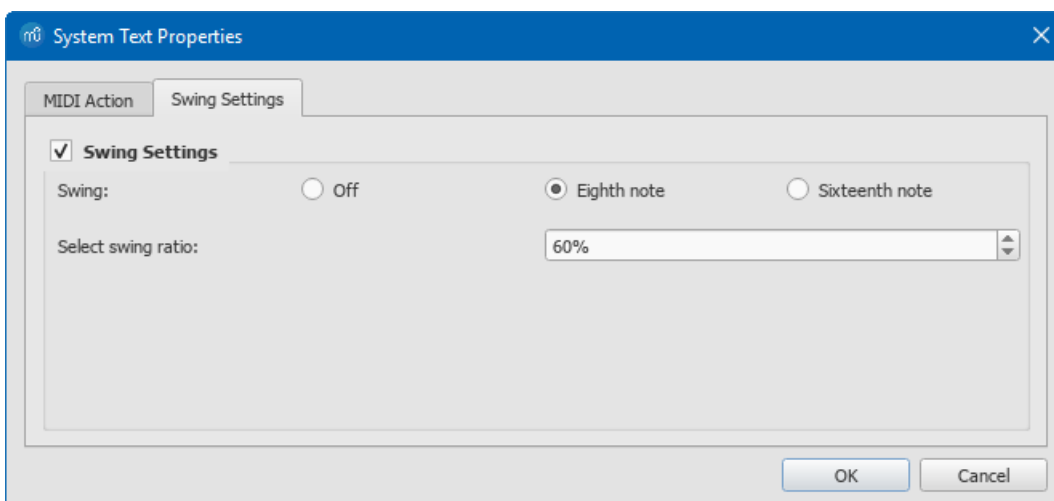 System Text Properties
MIDI Action Swing Settings
Swing Settings
Swing: Off Eighth note Sixteenth note
Select swing ratio: 60%
OK Cancel